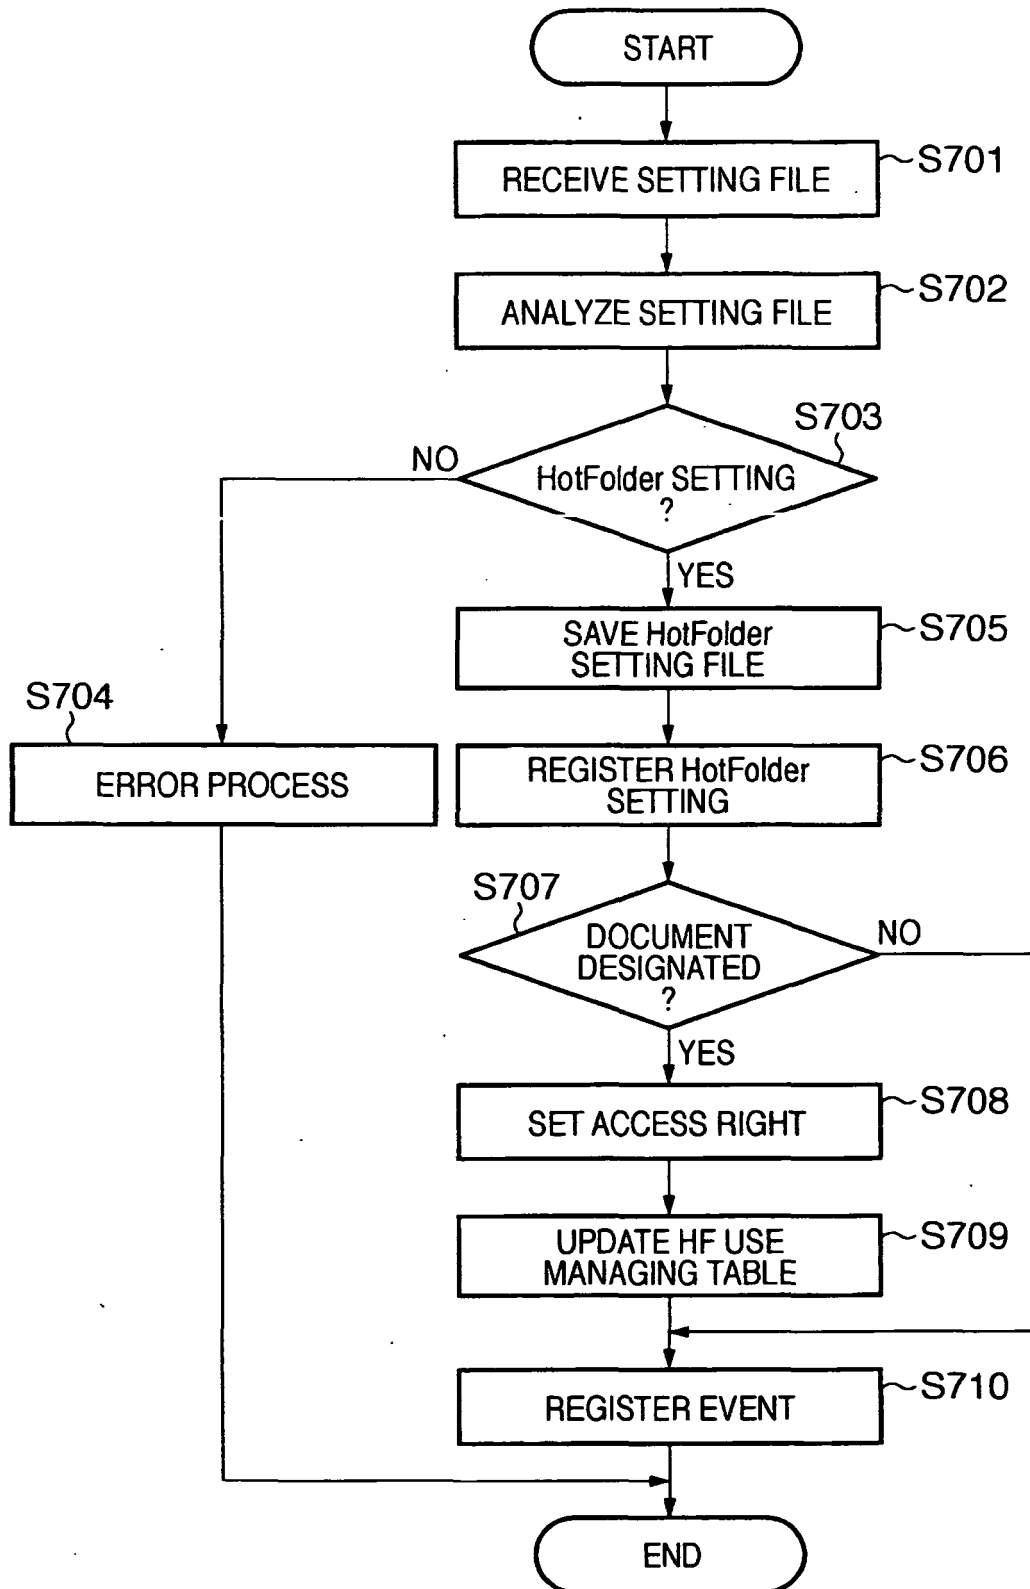 START
RECEIVE SETTING FILE
S701
ANALYZE SETTING FILE
S702
S703
NO
HotFolder SETTING
?
YES
SAVE HotFolder
SETTING FILE
S705
S704
ERROR PROCESS
REGISTER HotFolder
SETTING
S706
S707
DOCUMENT
DESIGNATED
?
NO
YES
SET ACCESS RIGHT
S708
UPDATE HF USE
MANAGING TABLE
S709
REGISTER EVENT
S710
END